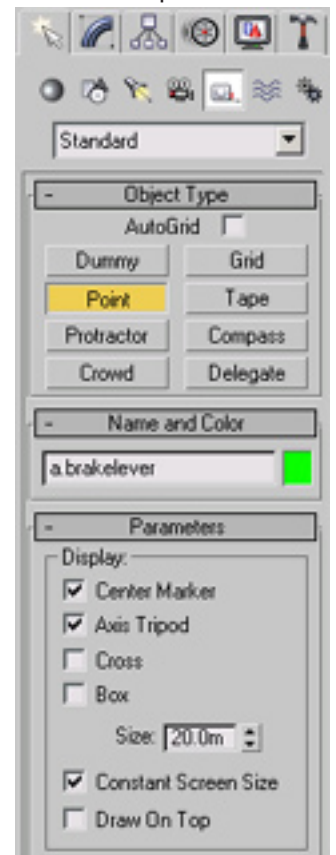 Standard
- Object Type
AutoGrid
Dummy Grid
Point Tape
Protractor Compass
Crowd Delegate
- Name and Color
a.brakelever
- Parameters
Display:
Center Marker
Axis Tripod
Cross
Box
Size: 20.0m
Constant Screen Size
Draw On Top